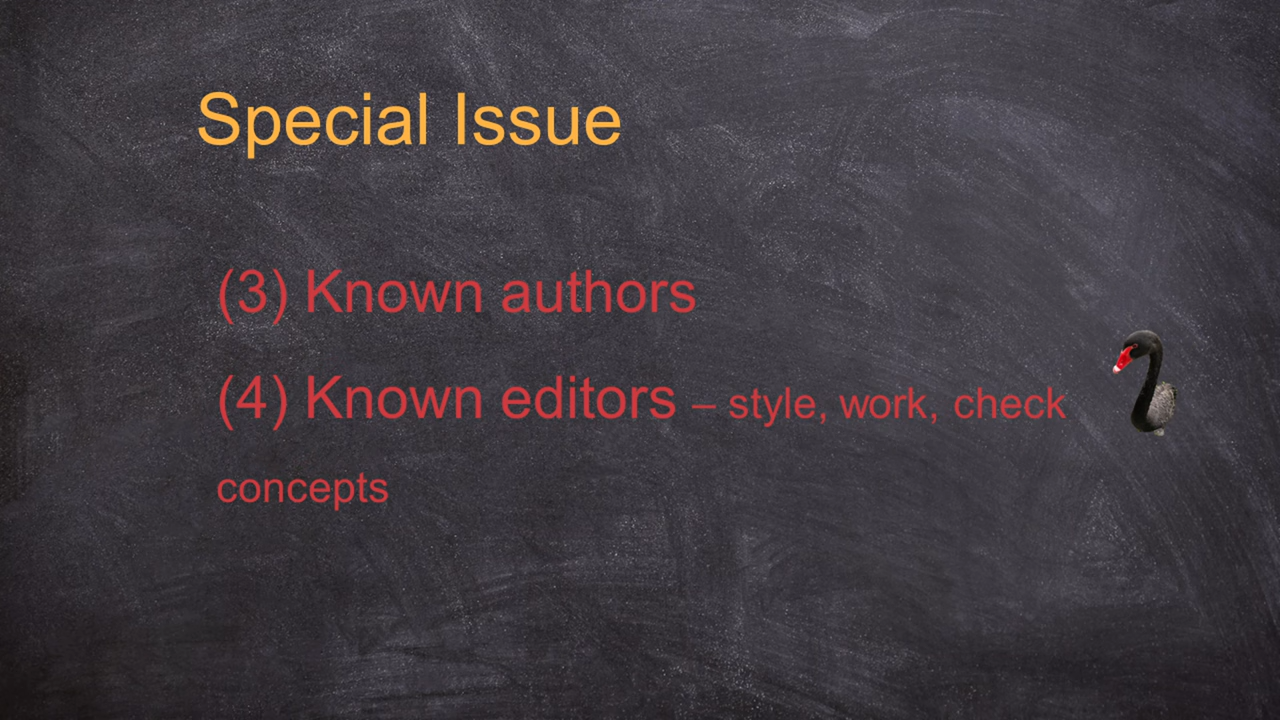 Special Issue
(3) Known authors
(4) Known editors – style, work, check
concepts